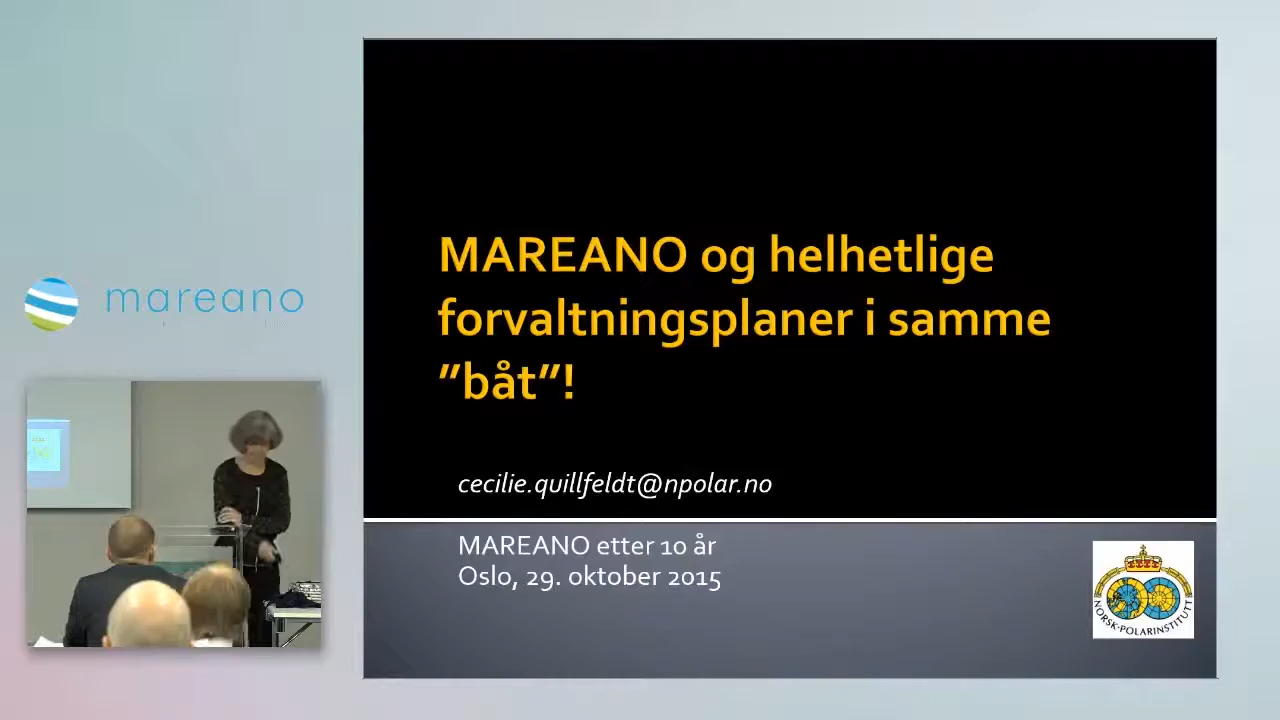 mareano
MAREANO og helhetlige
forvaltningsplaner i samme
”båt”!
cecilie.quillfeldt@npolar.no
MAREANO etter 10 år
Oslo, 29. oktober 2015
NORSK-POLARINSTITUTT